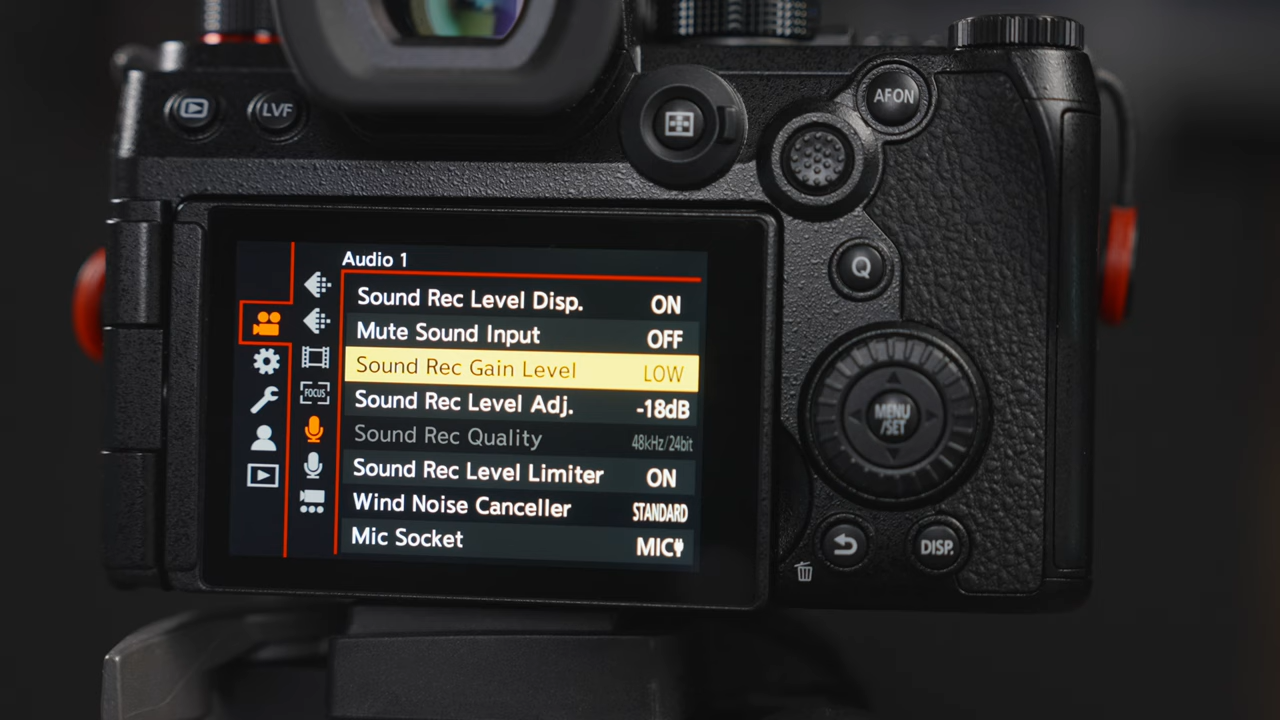 LVF
AF ON
Q
Audio 1
Sound Rec Level Disp. ON
Mute Sound Input OFF
Sound Rec Gain Level LOW
FOCUS
Sound Rec Level Adj. -18dB
Sound Rec Quality 48kHz/24bit
Sound Rec Level Limiter ON
Wind Noise Canceller STANDARD
Mic Socket MIC
MENU
/SET
DISP.